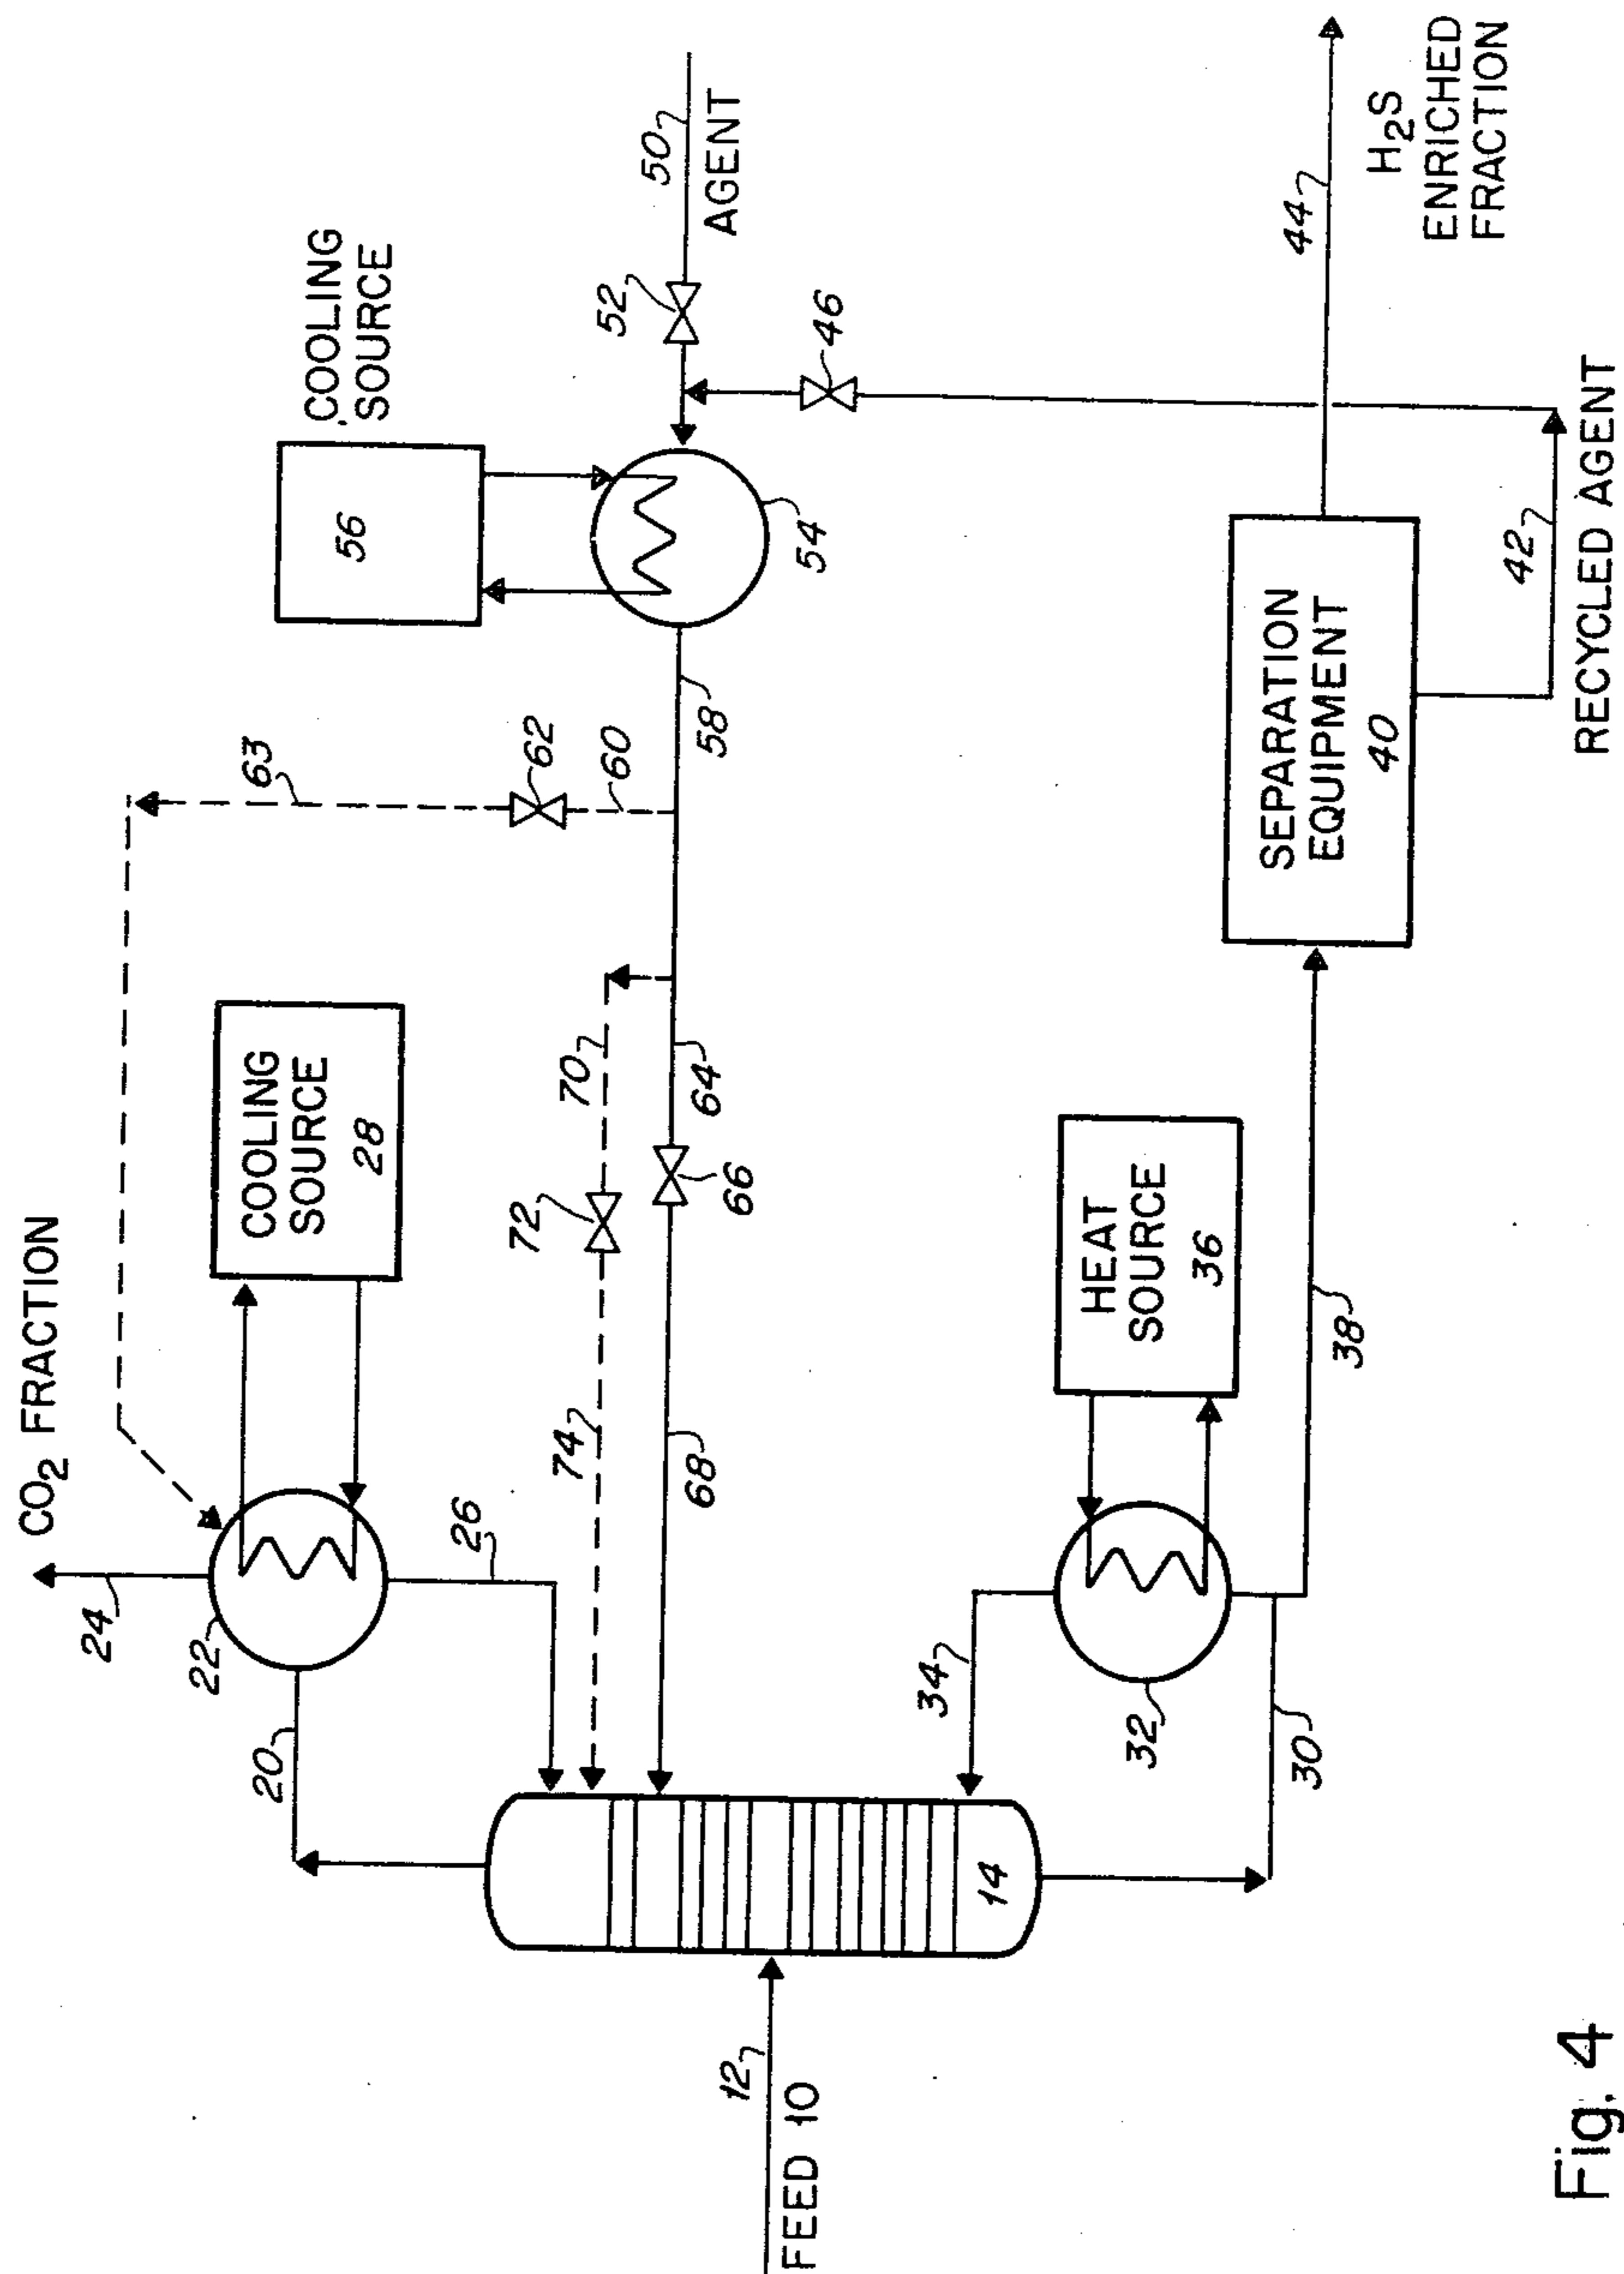 CO2 FRACTION
24
22
20
26
COOLING
SOURCE
28
63
62
60
COOLING
SOURCE
56
54
58
52
50
AGENT
46
70
72
74
64
66
68
FEED 10
12
14
34
32
30
HEAT
SOURCE
36
38
SEPARATION
EQUIPMENT
40
42
RECYCLED AGENT
44
H2S
ENRICHED
FRACTION
Fig. 4